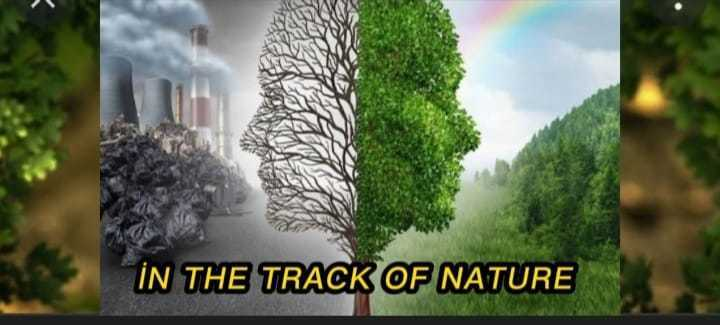 İN THE TRACK OF NATURE